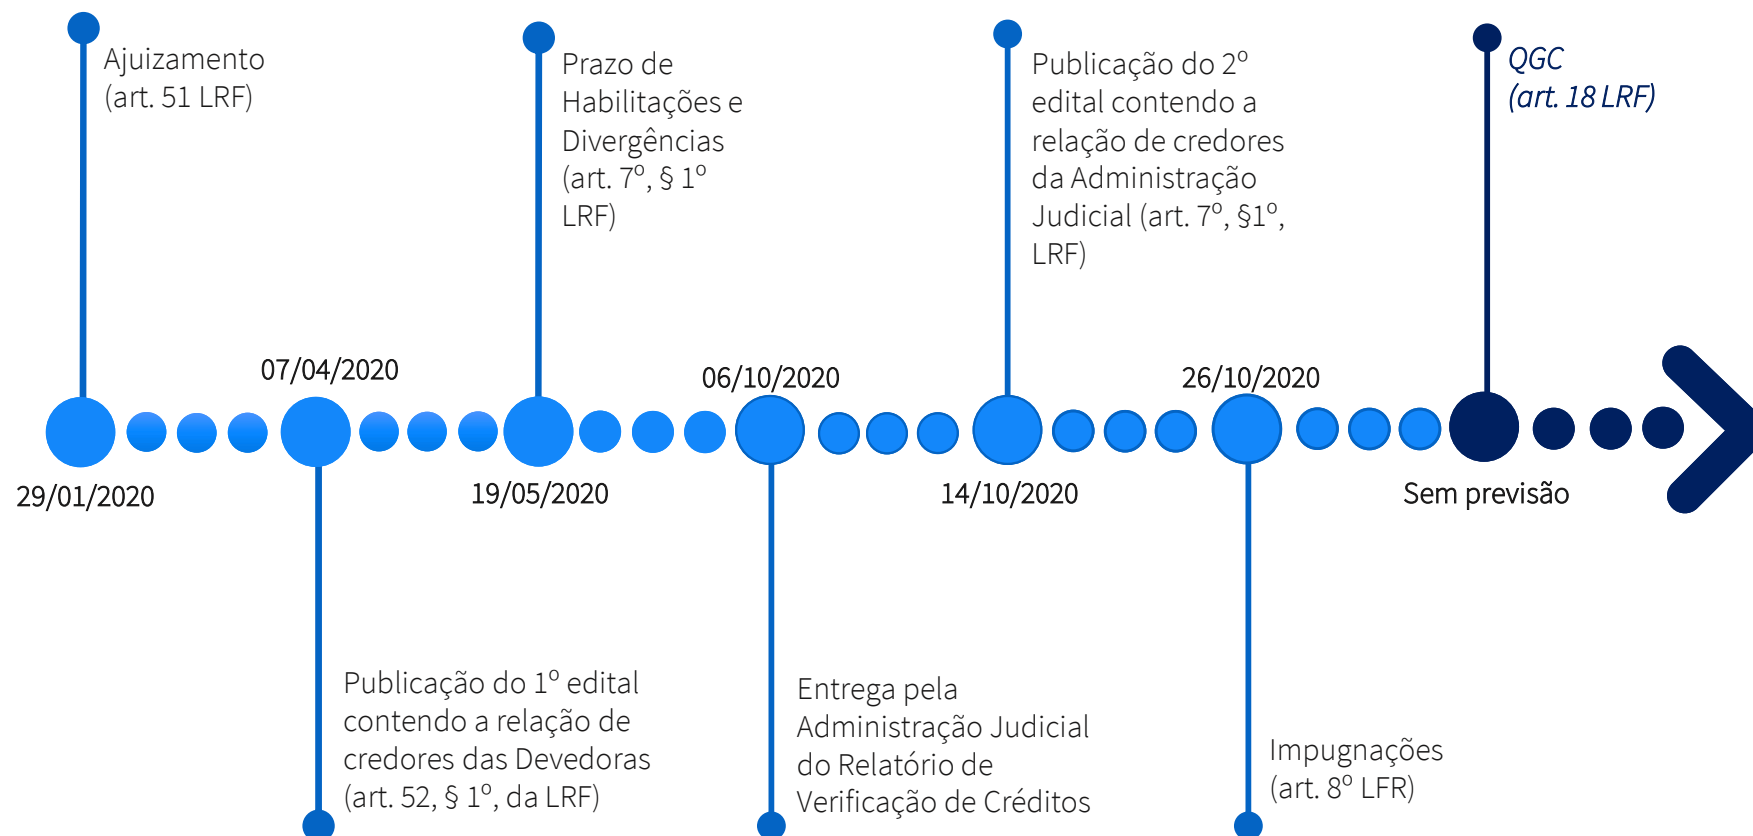 Ajuizamento
(art. 51 LRF)
29/01/2020
07/04/2020
Publicação do 1º edital
contendo a relação de
credores das Devedoras
(art. 52, § 1º, da LRF)
Prazo de
Habilitações e
Divergências
(art. 7º, § 1º
LRF)
19/05/2020
06/10/2020
Entrega pela
Administração Judicial
do Relatório de
Verificação de Créditos
Publicação do 2º
edital contendo a
relação de credores
da Administração
Judicial (art. 7º, §1º,
LRF)
14/10/2020
26/10/2020
Impugnações
(art. 8º LFR)
QGC
(art. 18 LRF)
Sem previsão